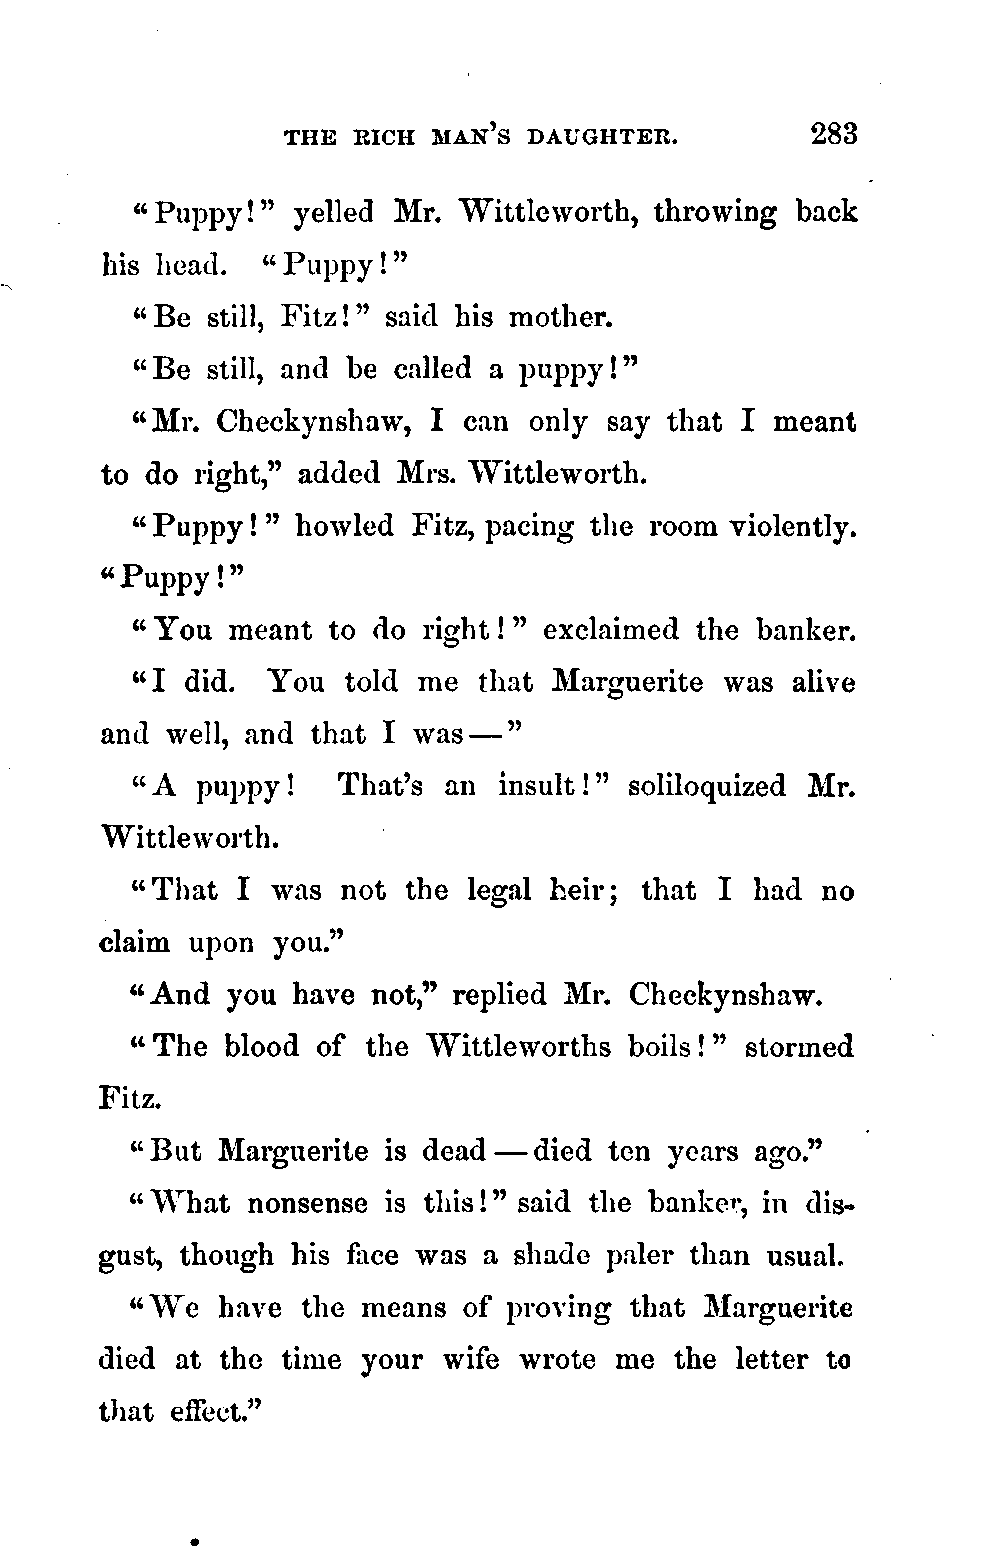 THE RICH MAN'S DAUGHTER. 283
"Puppy!" yelled Mr. Wittleworth, throwing back
his head. "Puppy!"
"Be still, Fitz!" said his mother.
"Be still, and be called a puppy!"
"Mr. Checkynshaw, I can only say that I meant
to do right," added Mrs. Wittleworth.
"Puppy!" howled Fitz, pacing the room violently.
"Puppy!"
"You meant to do right!" exclaimed the banker.
"I did. You told me that Marguerite was alive
and well, and that I was—"
"A puppy! That's an insult!" soliloquized Mr.
Wittleworth.
"That I was not the legal heir; that I had no
claim upon you."
"And you have not," replied Mr. Checkynshaw.
"The blood of the Wittleworths boils!" stormed
Fitz.
"But Marguerite is dead—died ten years ago."
"What nonsense is this!" said the banker, in dis-
gust, though his face was a shade paler than usual.
"We have the means of proving that Marguerite
died at the time your wife wrote me the letter to
that effect."